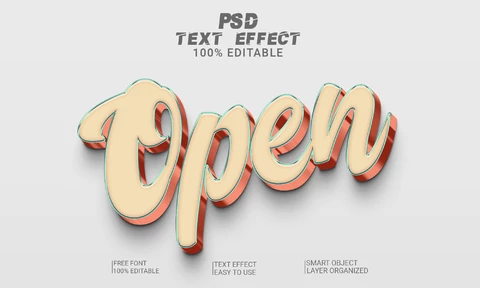 PSD
TEXT EFFECT
100% EDITABLE
Open
FREE FONT
100% EDITABLE
TEXT EFFECT
EASY TO USE
SMART OBJECT
LAYER ORGANIZED